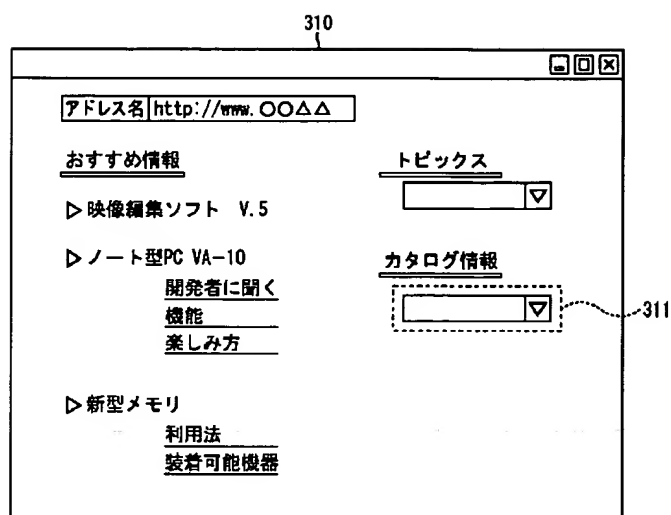 310
アドレス名 http://www.○○△△
おすすめ情報
▷映像編集ソフト V.5
▷ノート型PC VA-10
開発者に聞く
機能
楽しみ方
▷新型メモリ
利用法
装着可能機器
トピックス
カタログ情報
311